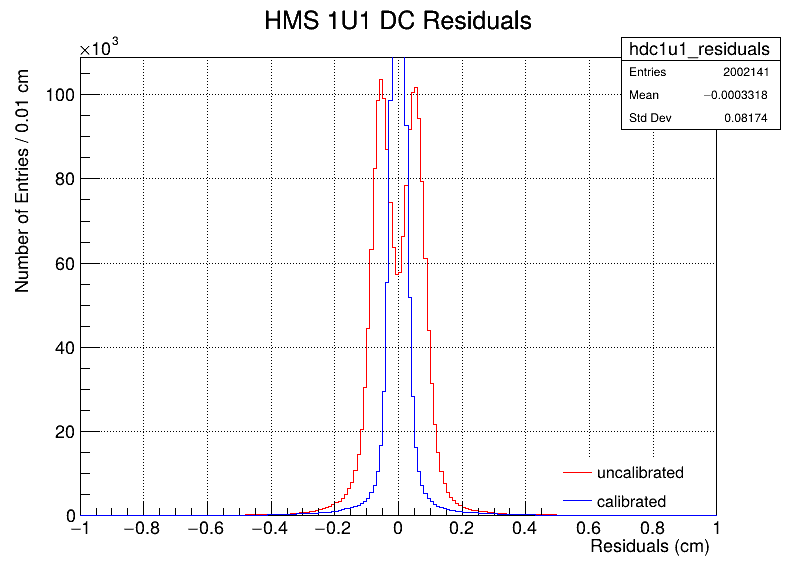 HMS 1U1 DC Residuals
×10³
hdc1u1_residuals
Entries 2002141
Mean −0.0003318
Std Dev 0.08174
Number of Entries / 0.01 cm
100
80
60
40
20
0
uncalibrated
calibrated
−1 −0.8 −0.6 −0.4 −0.2 0 0.2 0.4 0.6 0.8 1
Residuals (cm)